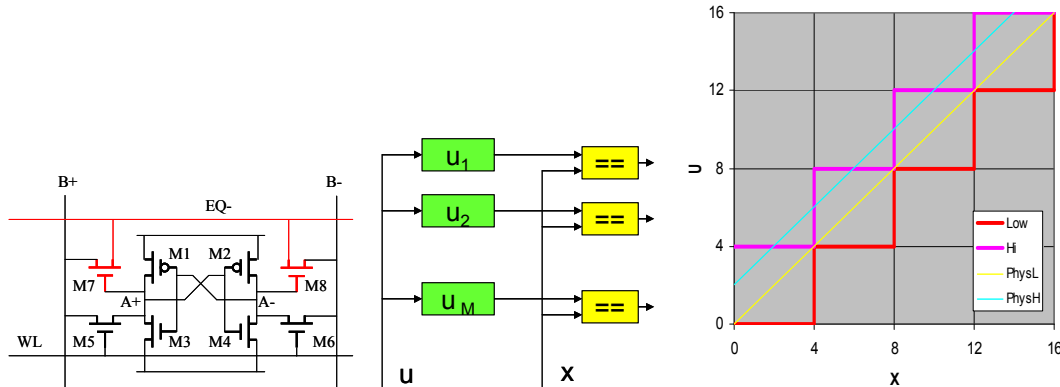 B+
B-
EQ-
M1
M2
M7
M8
A+
A-
WL
M5
M3
M4
M6
u1
==
u2
==
uM
==
u
x
16
12
8
4
0
U
0
4
8
12
16
X
Low
Hi
PhysL
PhysH